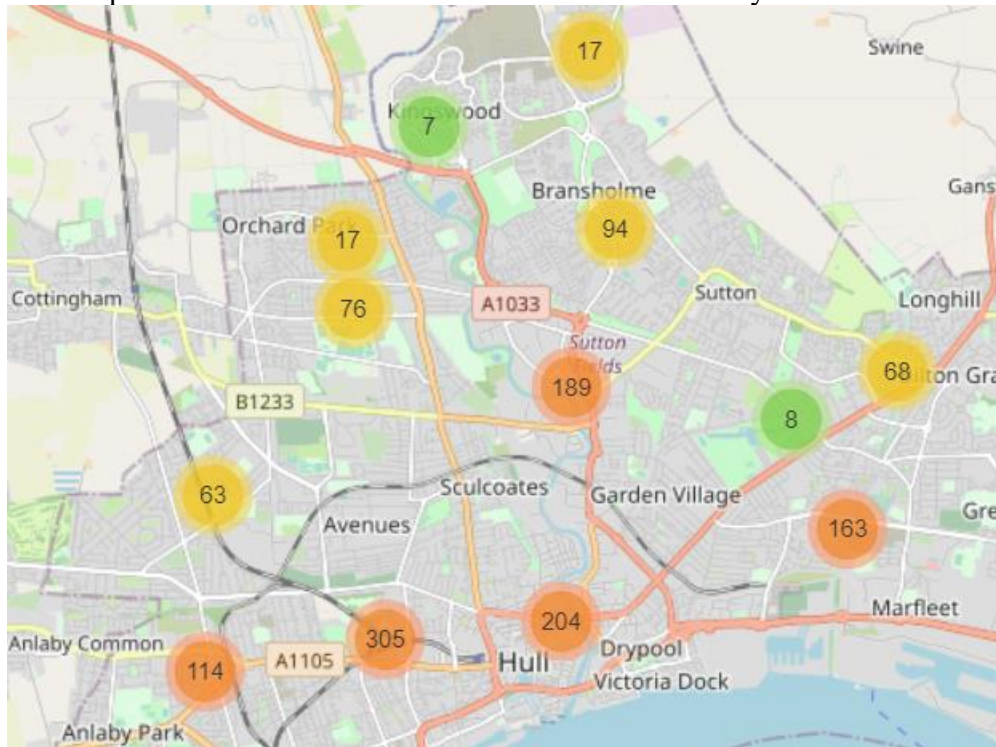 17
Swine
Kingswood
7
Bransholme
94
Orchard Park
17
76
Cottingham
A1033
Sutton
Longhill
Sutton
Fields
189
68
8
B1233
63
Sculcoates
Garden Village
Avenues
163
305
204
Marfleet
Anlaby Common
114
A1105
Hull
Drypool
Victoria Dock
Anlaby Park